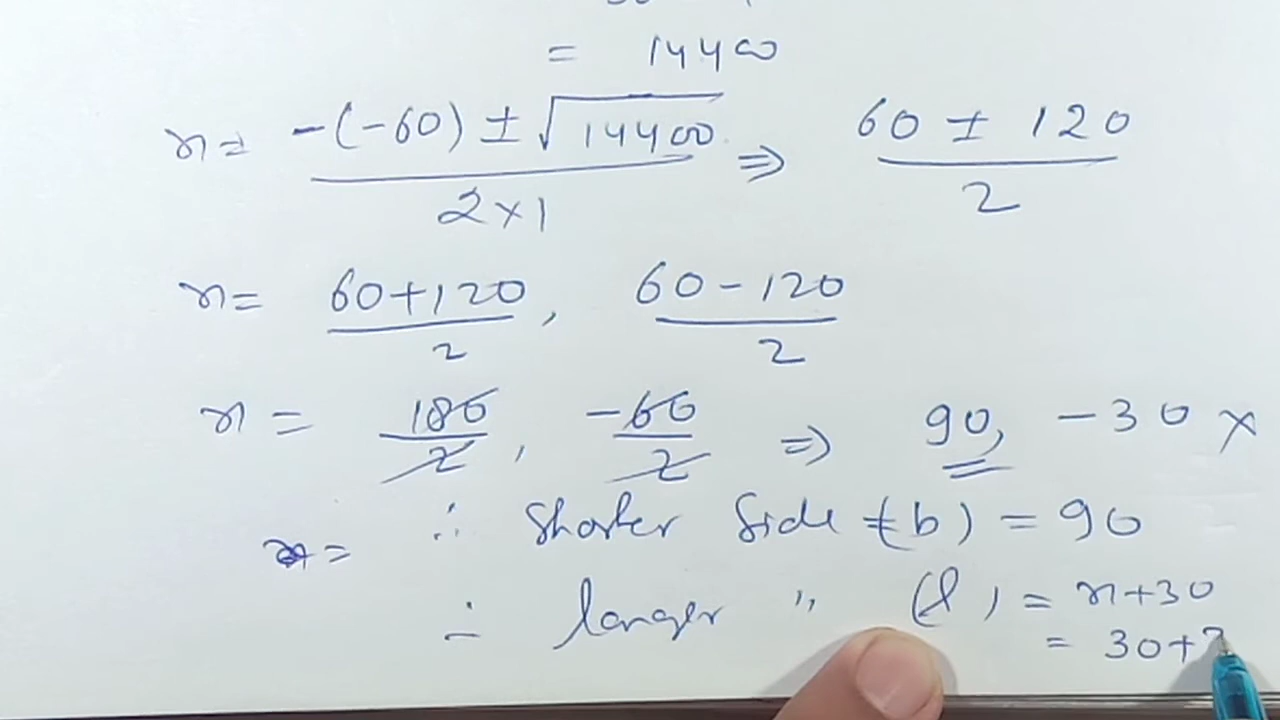 = 14400
x= -(-60) ± √14400 / 2×1 ⇒ 60 ± 120 / 2
x= 60+120 / 2 , 60-120 / 2
x= 180 / 2 , -60 / 2 ⇒ 90, -30 ×
∴ Shorter Side (b) = 90
x=
∴ longer " (l) = x+30
= 30+